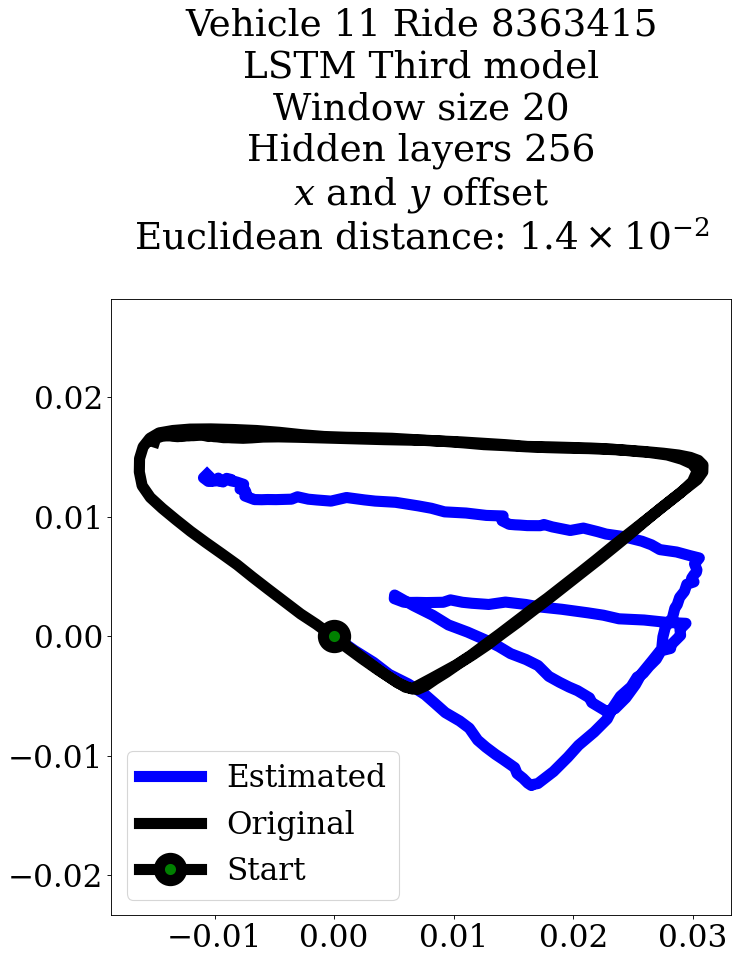 Vehicle 11 Ride 8363415
LSTM Third model
Window size 20
Hidden layers 256
x and y offset
Euclidean distance: 1.4 × 10⁻²
0.02
0.01
0.00
−0.01
−0.02
Estimated
Original
Start
−0.01 0.00 0.01 0.02 0.03